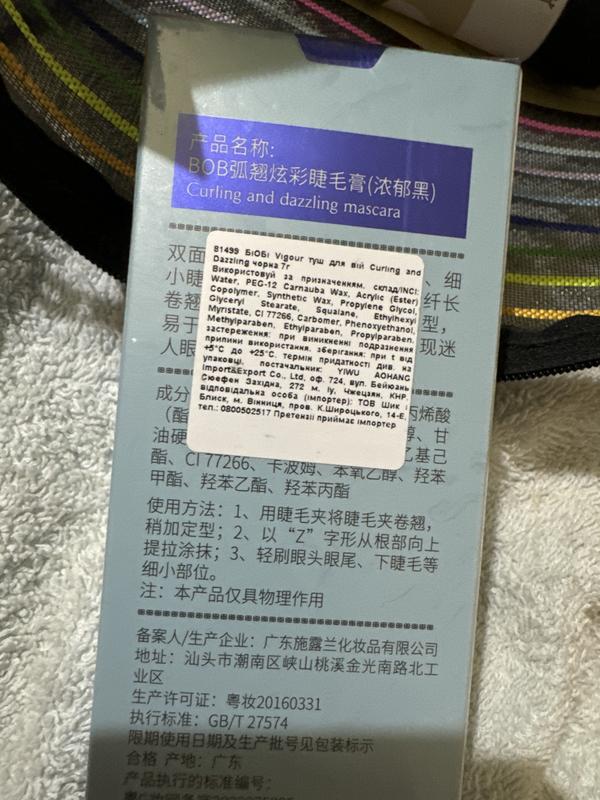 产品名称:
BOB弧翘炫彩睫毛膏(浓郁黑)
Curling and dazzling mascara
双面
、细
小睫
纤长
卷翘
型，
易于
现迷
人眼
81499 БІОБІ Vigour туш для вій Curling and
Dazzling чорна 7г
Використовуй за призначенням, склад/INCI:
Water, PEG-12 Carnauba Wax, Acrylic (Ester)
Copolymer, Synthetic Wax, Propylene Glycol,
Glyceryl Stearate, Squalane, Ethylhexyl
Myristate, CI 77266, Carbomer, Phenoxyethanol,
Methylparaben, Ethylparaben, Propylparaben.
застереження: при виникненні подразнення
припини використання. зберігання: при t від
+5°C до +25°C. термін придатності див. на
упаковці. постачальник: YIWU AOHANG
Import&Export Co., Ltd, оф. 724, вул. Бейюань
Сюефен Західна, 272 м. Іу, Чжецзян, КНР.
відповідальна особа (імпортер): ТОВ Шик і
Блиск, м. Вінниця, пров. К.Широцького, 14-Е,
тел.: 0800502517 Претензії приймає імпортер
成分
丙烯酸
（酯
、甘
油硬
乙基己
酯、CI 77266、卡波姆、苯氧乙醇、羟苯
甲酯、羟苯乙酯、羟苯丙酯
使用方法：1、用睫毛夹将睫毛夹卷翘，
稍加定型；2、以“Z”字形从根部向上
提拉涂抹；3、轻刷眼头眼尾、下睫毛等
细小部位。
注：本产品仅具物理作用
备案人/生产企业：广东施露兰化妆品有限公司
地址：汕头市潮南区峡山桃溪金光南路北工
业区
生产许可证：粤妆20160331
执行标准：GB/T 27574
限期使用日期及生产批号见包装标示
合格 产地：广东
产品执行的标准编号：